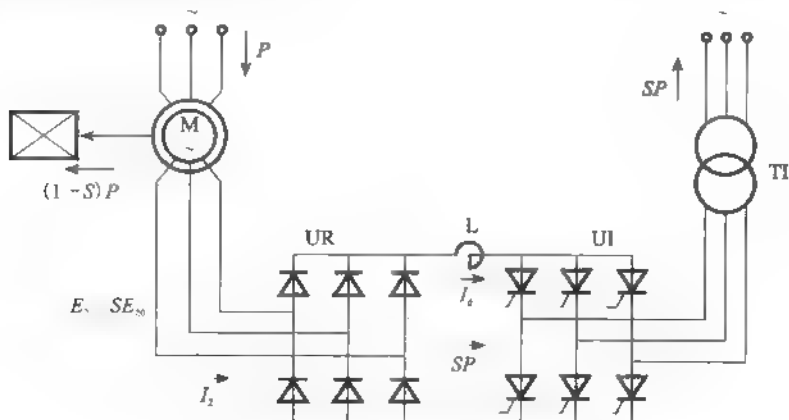 ~
~
P
SP
M
~
TI
(1-S)P
L
UR
UI
I_d
E、 SE₂₀
SP
I₂